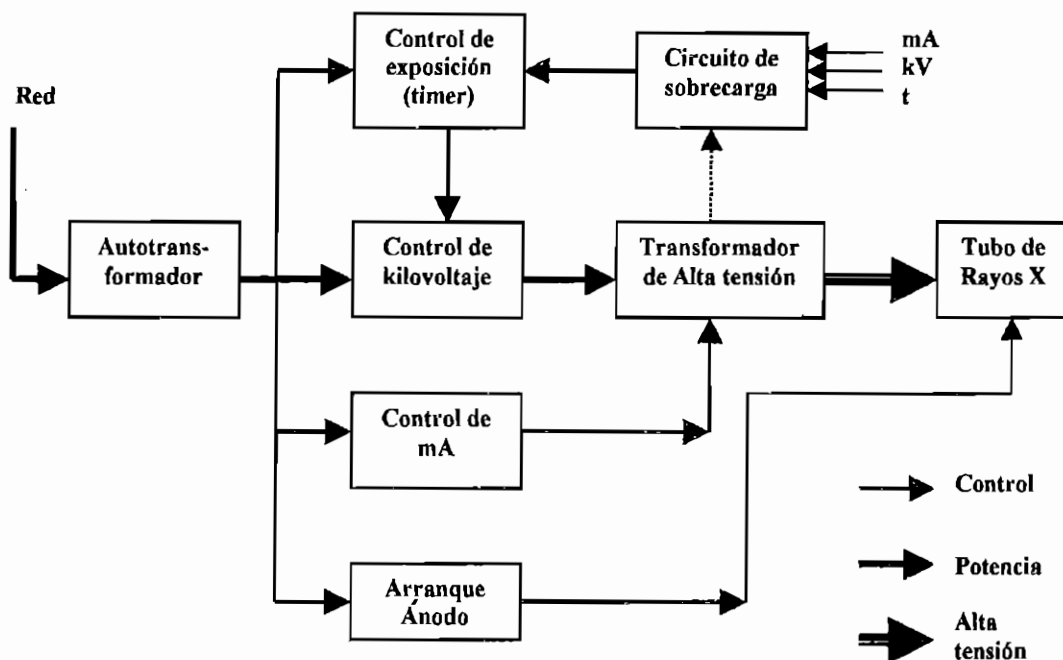 Control de
exposición
(timer)
Circuito de
sobrecarga
mA
kV
t
Red
Autotrans-
formador
Control de
kilovoltaje
Transformador
de Alta tensión
Tubo de
Rayos X
Control de
mA
Control
Arranque
Ánodo
Potencia
Alta
tensión